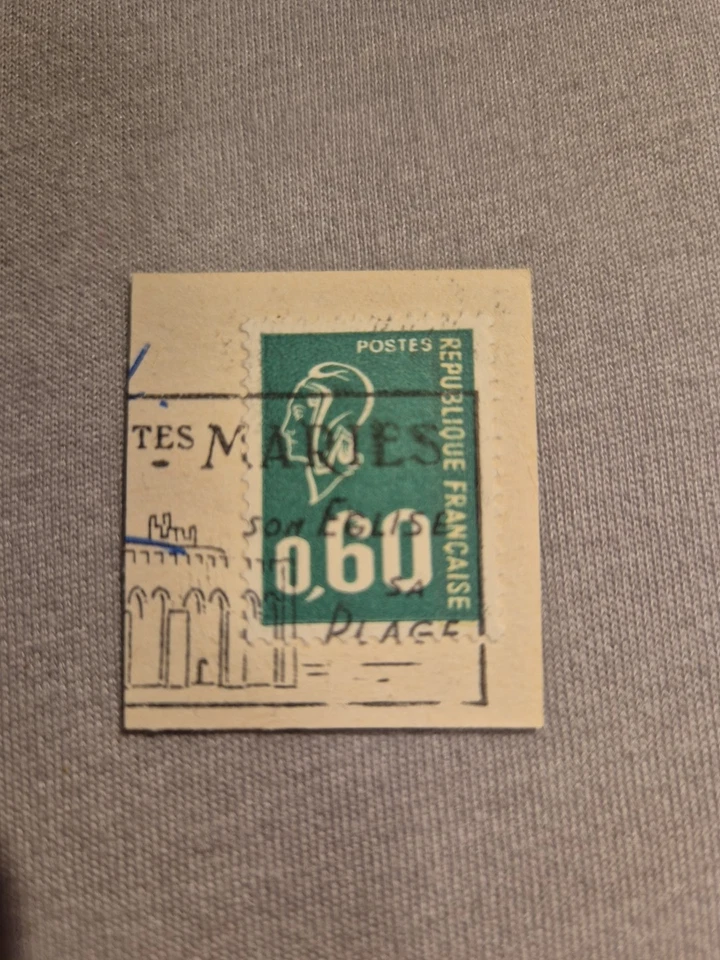 POSTES
REPUBLIQUE FRANCAISE
TES MARIES
SON EGLISE
0,60
SA
PLAGE